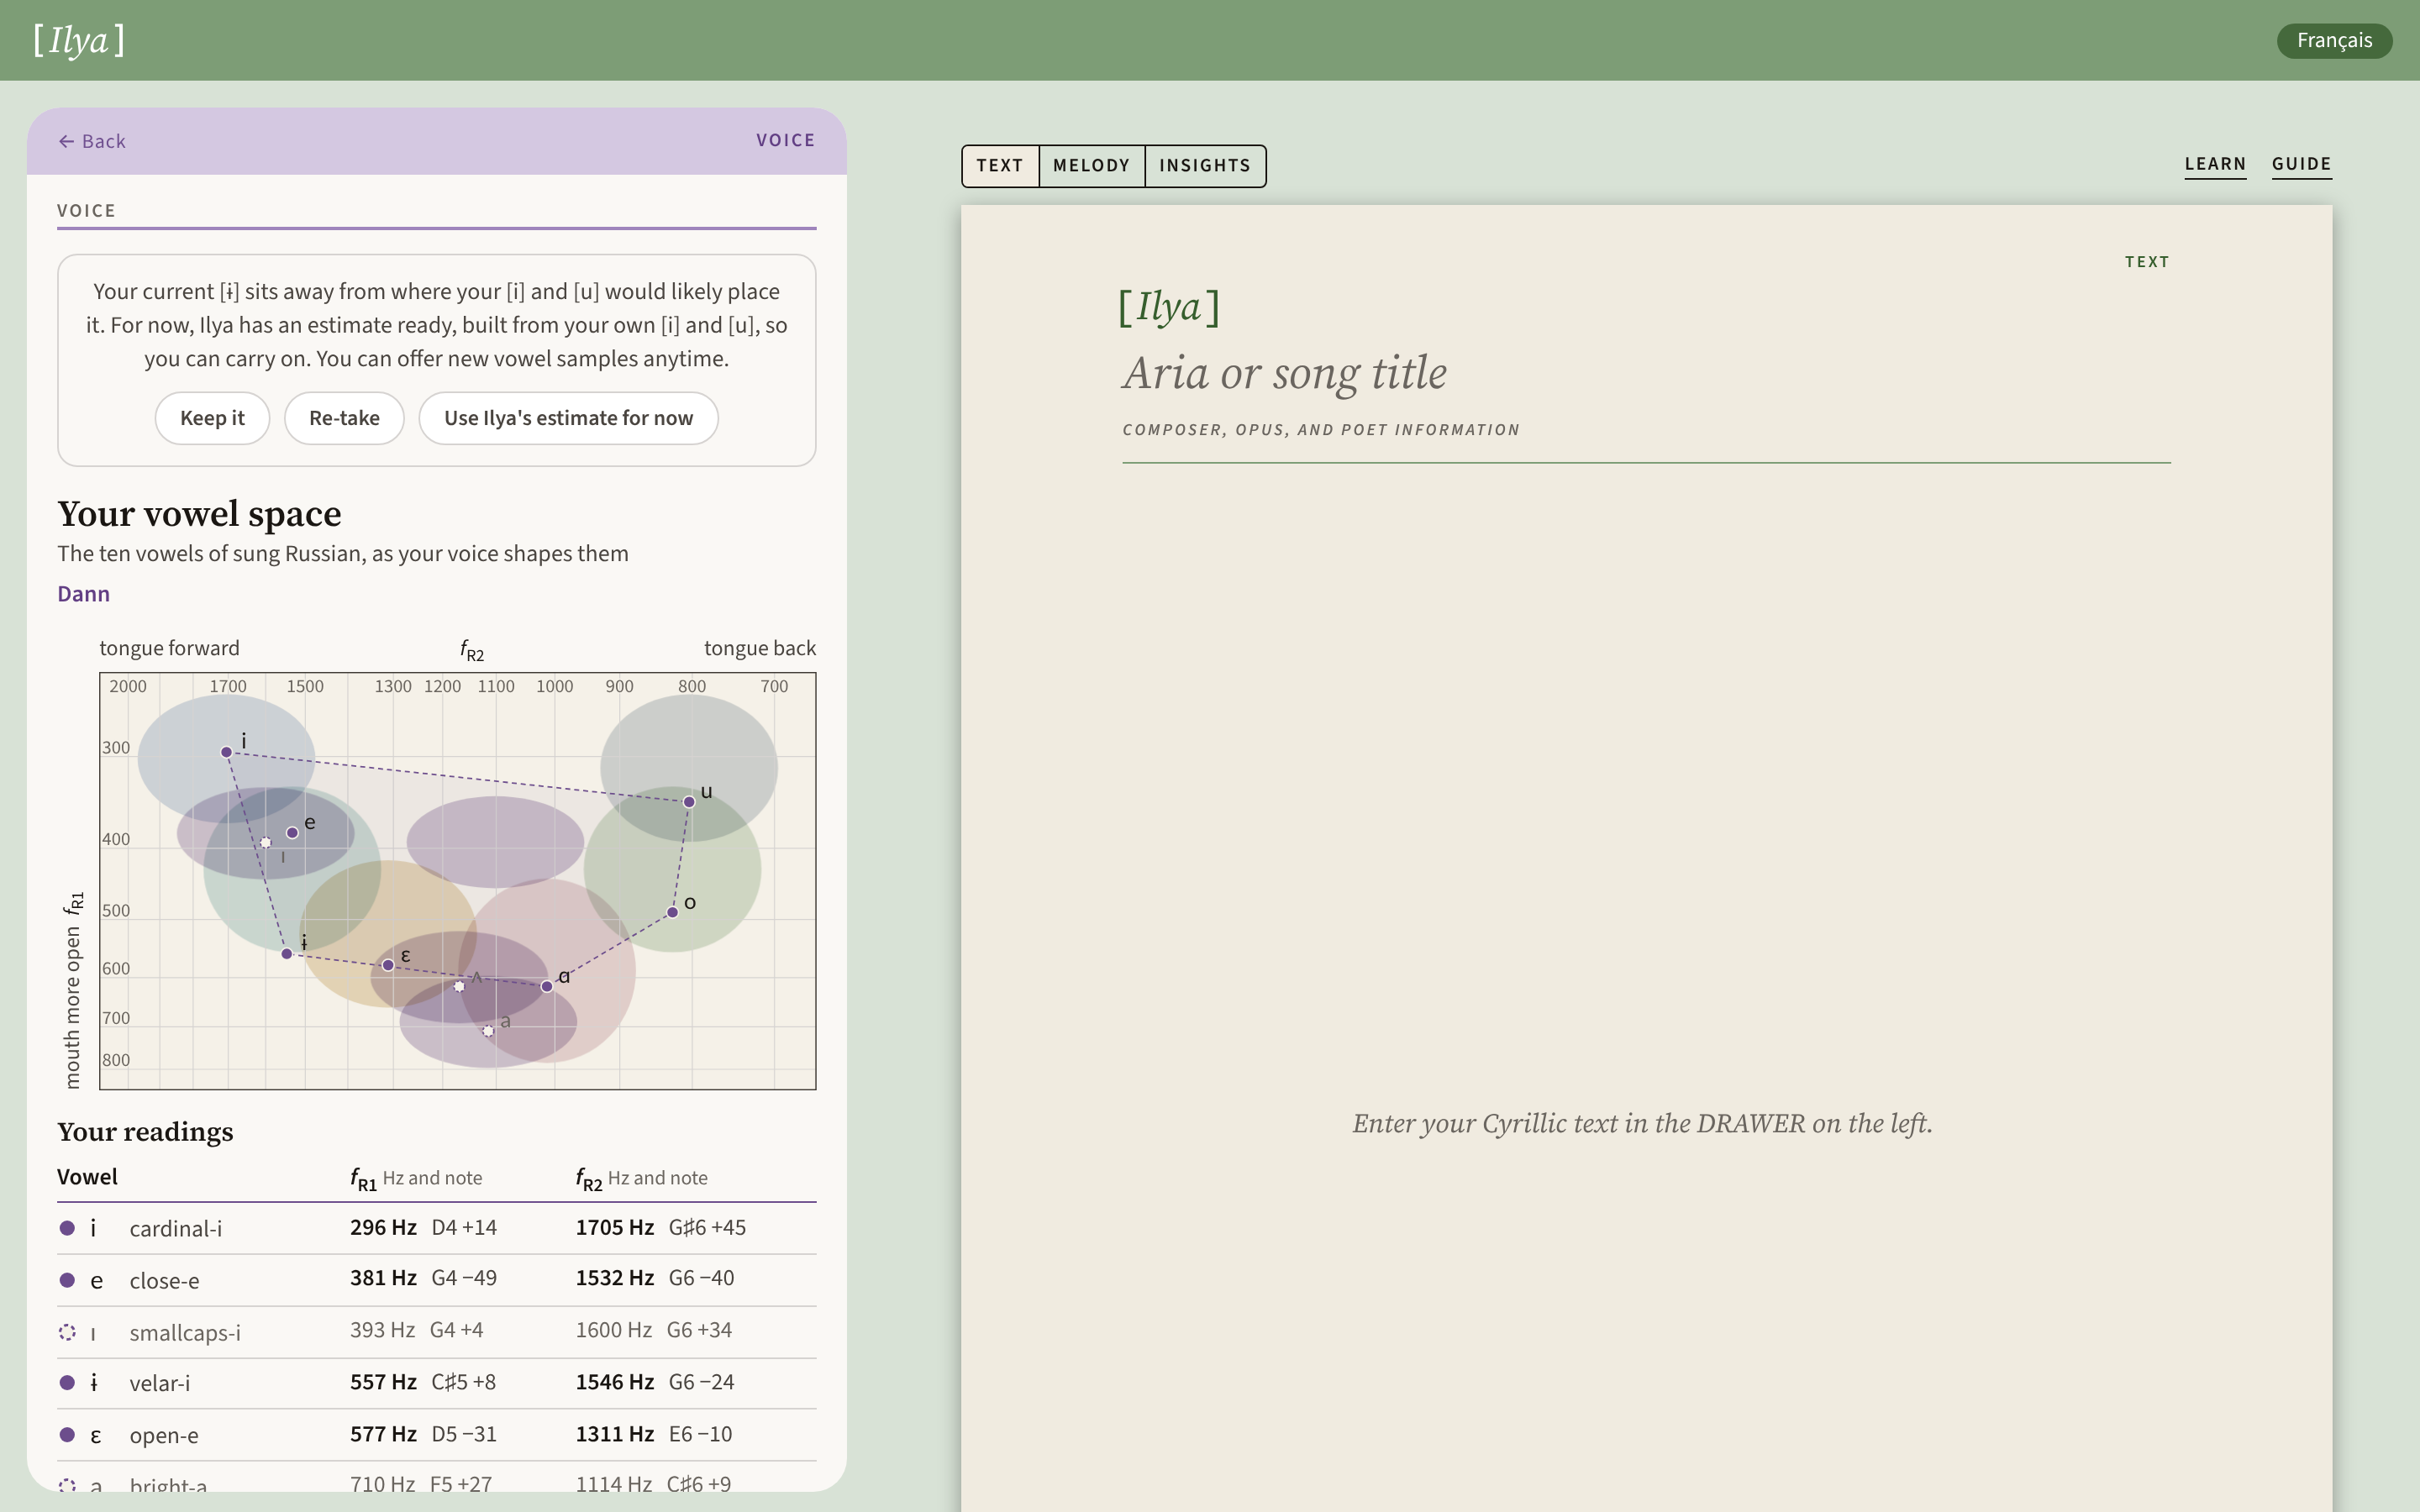 [Ilya]
Français
← Back
VOICE
VOICE
Your current [ɨ] sits away from where your [i] and [u] would likely place
it. For now, Ilya has an estimate ready, built from your own [i] and [u], so
you can carry on. You can offer new vowel samples anytime.
Keep it
Re-take
Use Ilya's estimate for now
Your vowel space
The ten vowels of sung Russian, as your voice shapes them
Dann
tongue forward
fR2
tongue back
2000 1700 1500 1300 1200 1100 1000 900 800 700
300
400
500
600
700
800
mouth more open fR1
i
u
e
ı
o
ɨ
ɛ
ʌ
ɑ
a
Your readings
Vowel fR1 Hz and note fR2 Hz and note
i cardinal-i 296 Hz D4 +14 1705 Hz G♯6 +45
e close-e 381 Hz G4 −49 1532 Hz G6 −40
ı smallcaps-i 393 Hz G4 +4 1600 Hz G6 +34
ɨ velar-i 557 Hz C♯5 +8 1546 Hz G6 −24
ɛ open-e 577 Hz D5 −31 1311 Hz E6 −10
a bright-a 710 Hz F5 +27 1114 Hz C♯6 +9
TEXT
MELODY
INSIGHTS
LEARN
GUIDE
TEXT
[Ilya]
Aria or song title
COMPOSER, OPUS, AND POET INFORMATION
Enter your Cyrillic text in the DRAWER on the left.